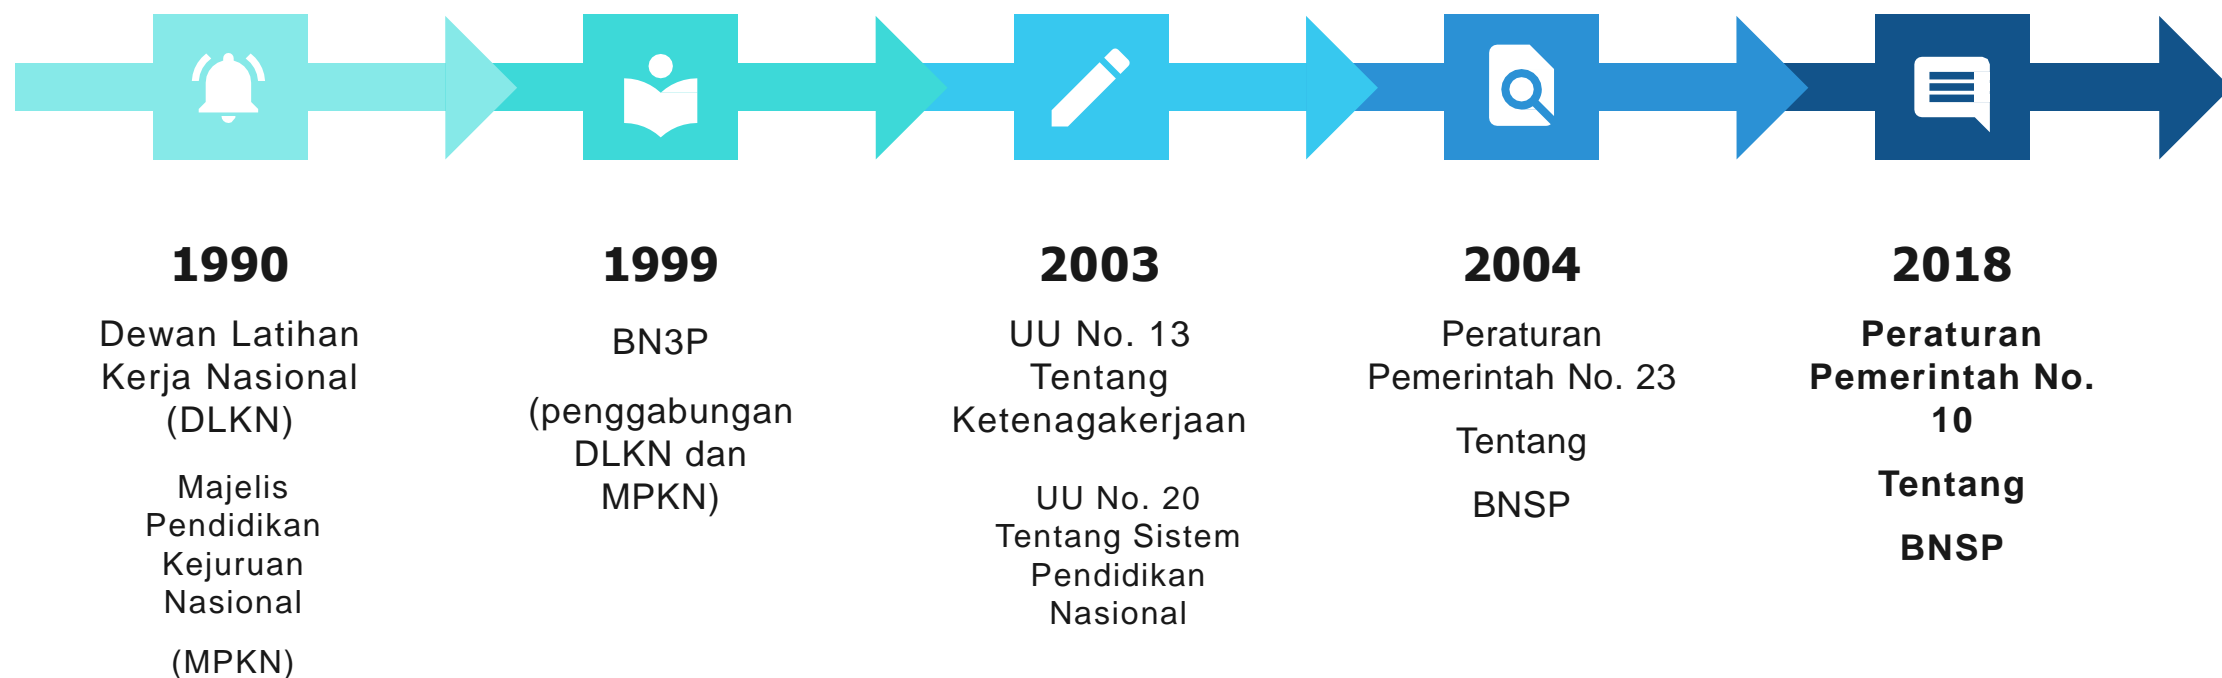 1990
Dewan Latihan
Kerja Nasional
(DLKN)
Majelis
Pendidikan
Kejuruan
Nasional
(MPKN)
1999
BN3P
(penggabungan
DLKN dan
MPKN)
2003
UU No. 13
Tentang
Ketenagakerjaan
UU No. 20
Tentang Sistem
Pendidikan
Nasional
2004
Peraturan
Pemerintah No. 23
Tentang
BNSP
2018
Peraturan
Pemerintah No.
10
Tentang
BNSP